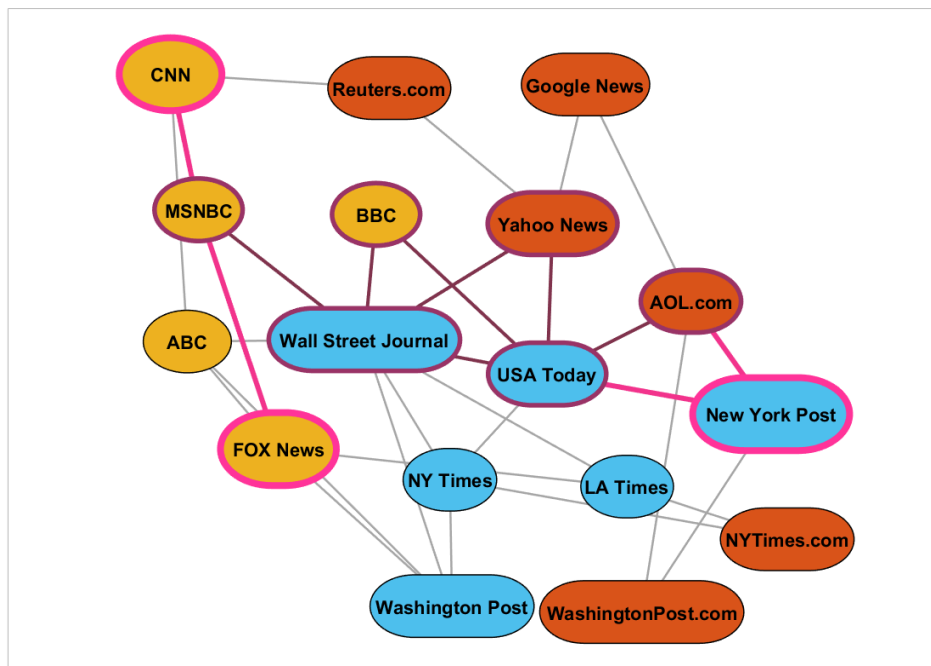 CNN
Reuters.com
Google News
MSNBC
BBC
Yahoo News
AOL.com
ABC
Wall Street Journal
USA Today
New York Post
FOX News
NY Times
LA Times
NYTimes.com
Washington Post
WashingtonPost.com